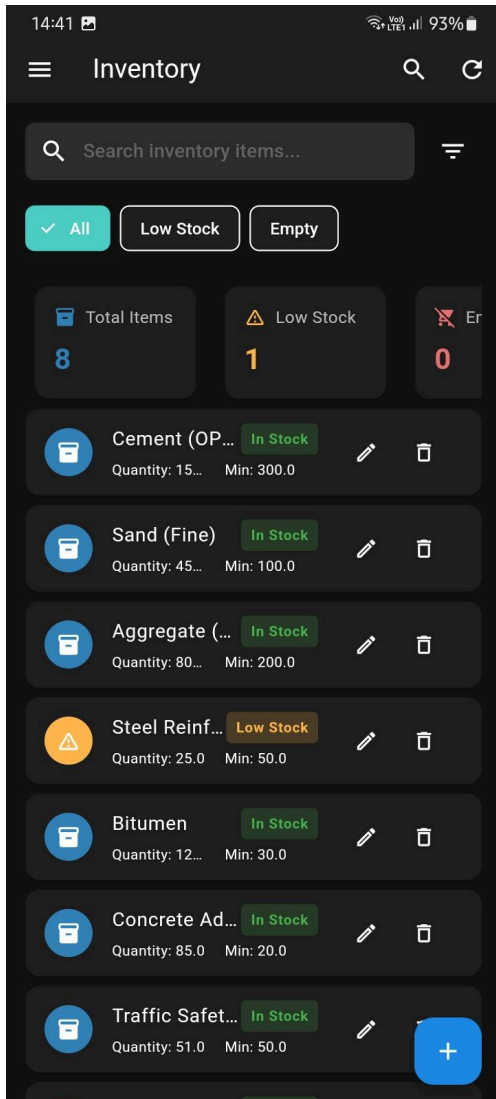 14:41
Vo)) LTE1 93%
Inventory
Search inventory items...
All
Low Stock
Empty
Total Items
8
Low Stock
1
Er
0
Cement (OP... In Stock
Quantity: 15... Min: 300.0
Sand (Fine) In Stock
Quantity: 45... Min: 100.0
Aggregate (... In Stock
Quantity: 80... Min: 200.0
Steel Reinf... Low Stock
Quantity: 25.0 Min: 50.0
Bitumen In Stock
Quantity: 12... Min: 30.0
Concrete Ad... In Stock
Quantity: 85.0 Min: 20.0
Traffic Safet... In Stock
Quantity: 51.0 Min: 50.0